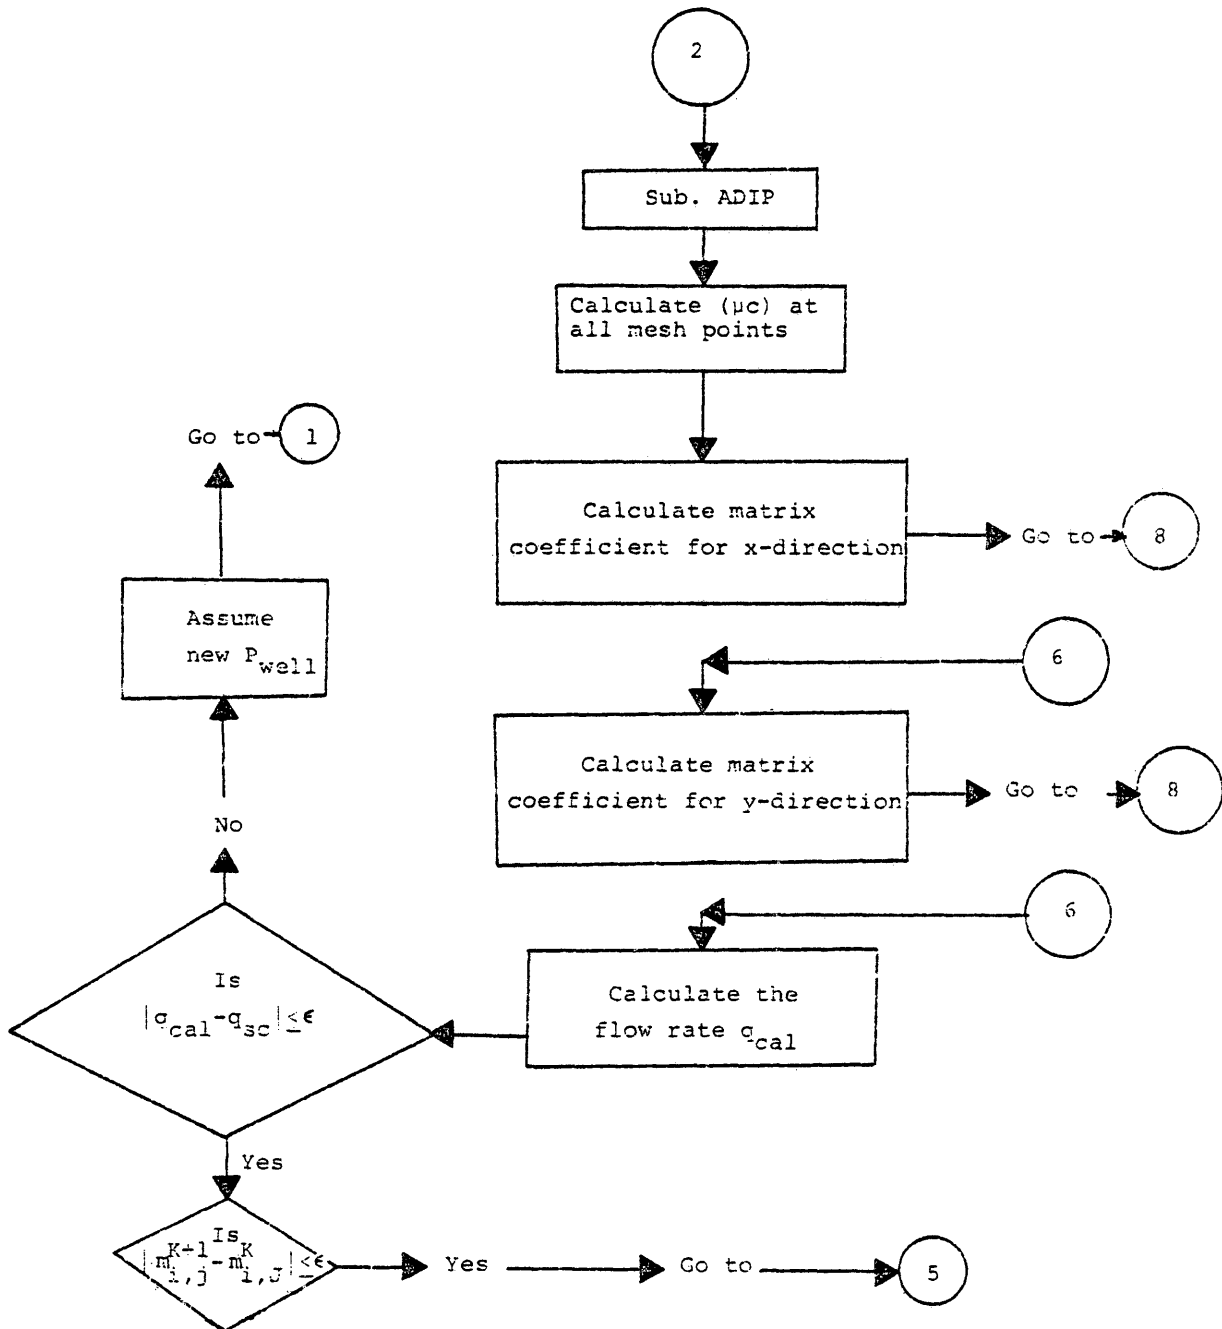 2
Sub. ADIP
Calculate (µc) at
all mesh points
Go to 1
Calculate matrix
coefficient for x-direction
Go to 8
Assume
new P_well
6
Calculate matrix
coefficient for y-direction
Go to 8
No
6
Is
|q_cal-q_sc|≤ϵ
Calculate the
flow rate q_cal
Yes
Is
|m^K+1_i,j-m^K_i,j|≤ϵ
Yes
Go to
5